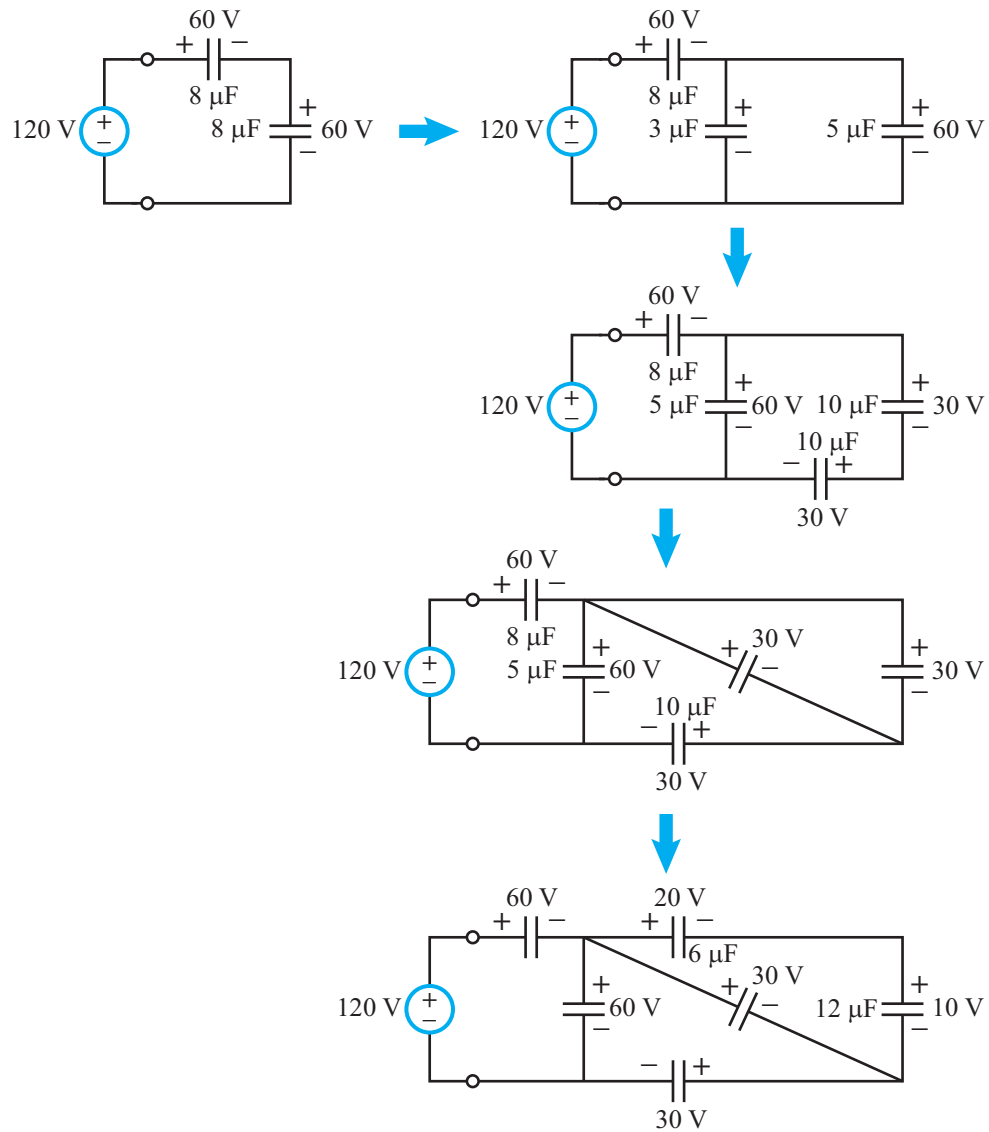 60 V
+ −
8 μF
120 V + − 8 μF + − 60 V
60 V
+ −
8 μF
120 V + − 3 μF + − 5 μF + − 60 V
60 V
+ −
8 μF
120 V + − 5 μF + − 60 V 10 μF + − 30 V
10 μF
− +
30 V
60 V
+ −
8 μF
30 V
+ −
120 V + − 5 μF + − 60 V + − 30 V
10 μF
− +
30 V
60 V 20 V
+ − + −
6 μF
30 V
+ −
120 V + − + − 60 V 12 μF + − 10 V
− +
30 V